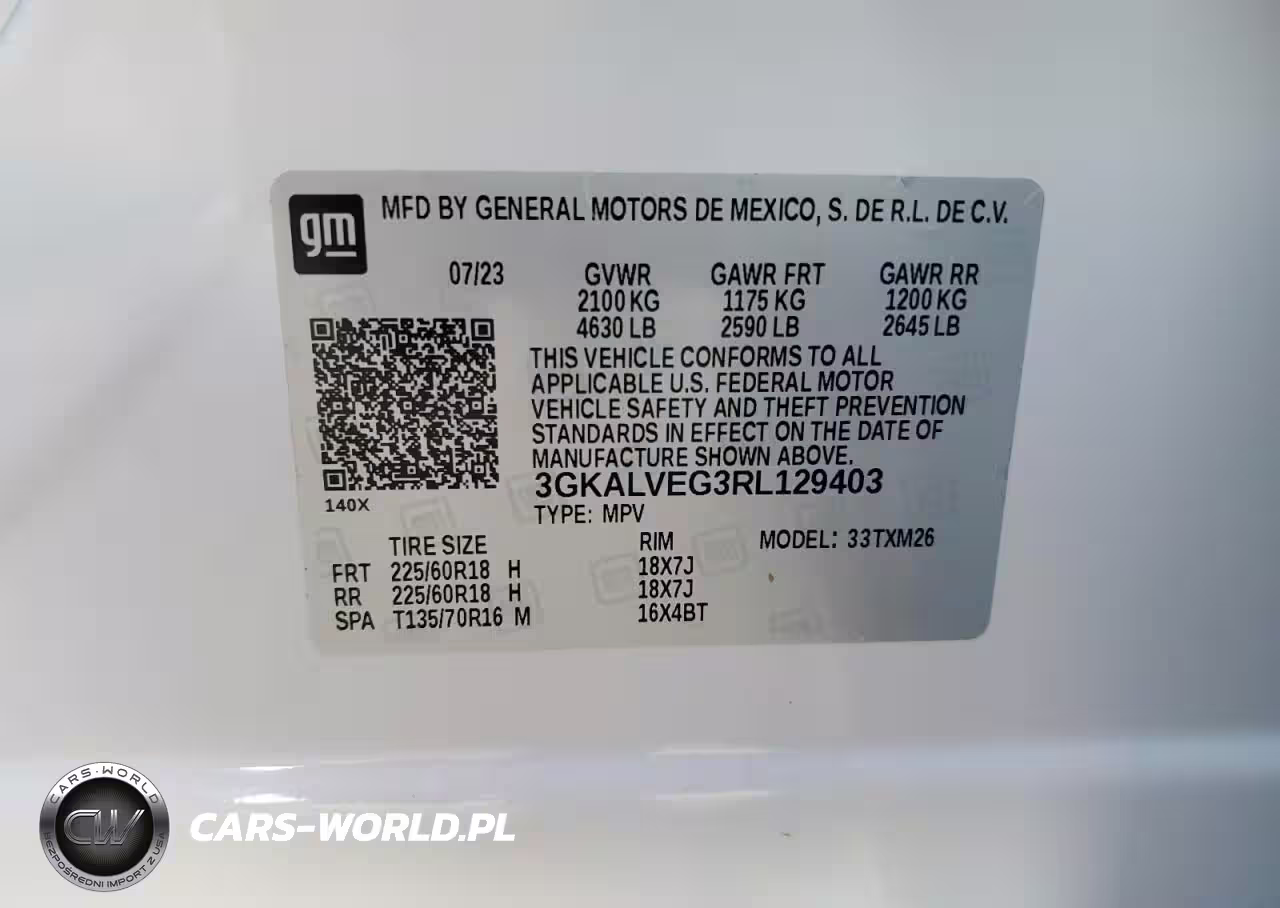 gm
MFD BY GENERAL MOTORS DE MEXICO, S. DE R.L. DE C.V.
07/23 GVWR GAWR FRT GAWR RR
2100 KG 1175 KG 1200 KG
4630 LB 2590 LB 2645 LB
THIS VEHICLE CONFORMS TO ALL
APPLICABLE U.S. FEDERAL MOTOR
VEHICLE SAFETY AND THEFT PREVENTION
STANDARDS IN EFFECT ON THE DATE OF
MANUFACTURE SHOWN ABOVE.
3GKALVEG3RL129403
140X
TYPE: MPV
TIRE SIZE RIM MODEL: 33TXM26
FRT 225/60R18 H 18X7J
RR 225/60R18 H 18X7J
SPA T135/70R16 M 16X4BT
CARS-WORLD
CW
BEZPOŚREDNI IMPORT Z USA
CARS-WORLD.PL